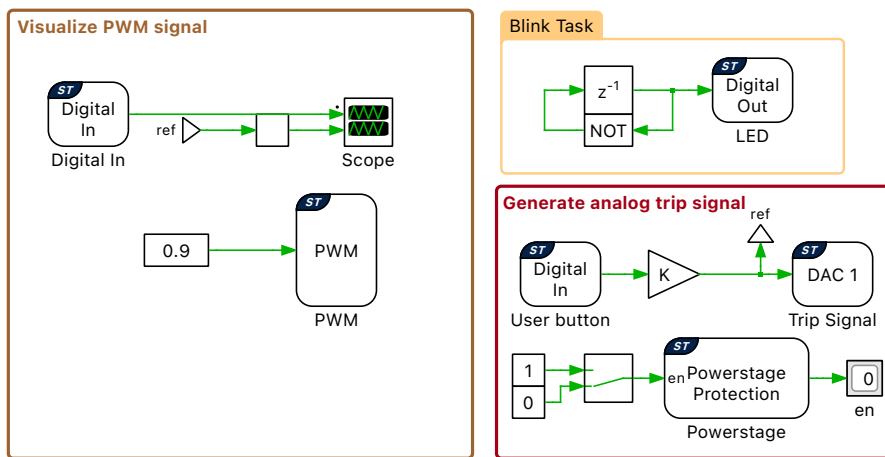 Visualize PWM signal
ST
Digital
In
Digital In
ref
Scope
0.9
ST
PWM
PWM
Blink Task
z⁻¹
NOT
ST
Digital
Out
LED
Generate analog trip signal
ST
Digital
In
User button
K
ref
ST
DAC 1
Trip Signal
1
0
ST
en
Powerstage
Protection
Powerstage
0
en